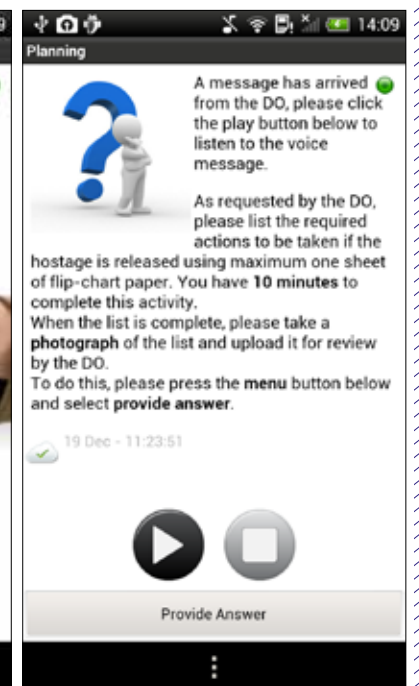 9
14:09
Planning
A message has arrived
from the DO, please click
the play button below to
listen to the voice
message.
As requested by the DO,
please list the required
actions to be taken if the
hostage is released using maximum one sheet
of flip-chart paper. You have 10 minutes to
complete this activity.
When the list is complete, please take a
photograph of the list and upload it for review
by the DO.
To do this, please press the menu button below
and select provide answer.
19 Dec - 11:23:51
Provide Answer